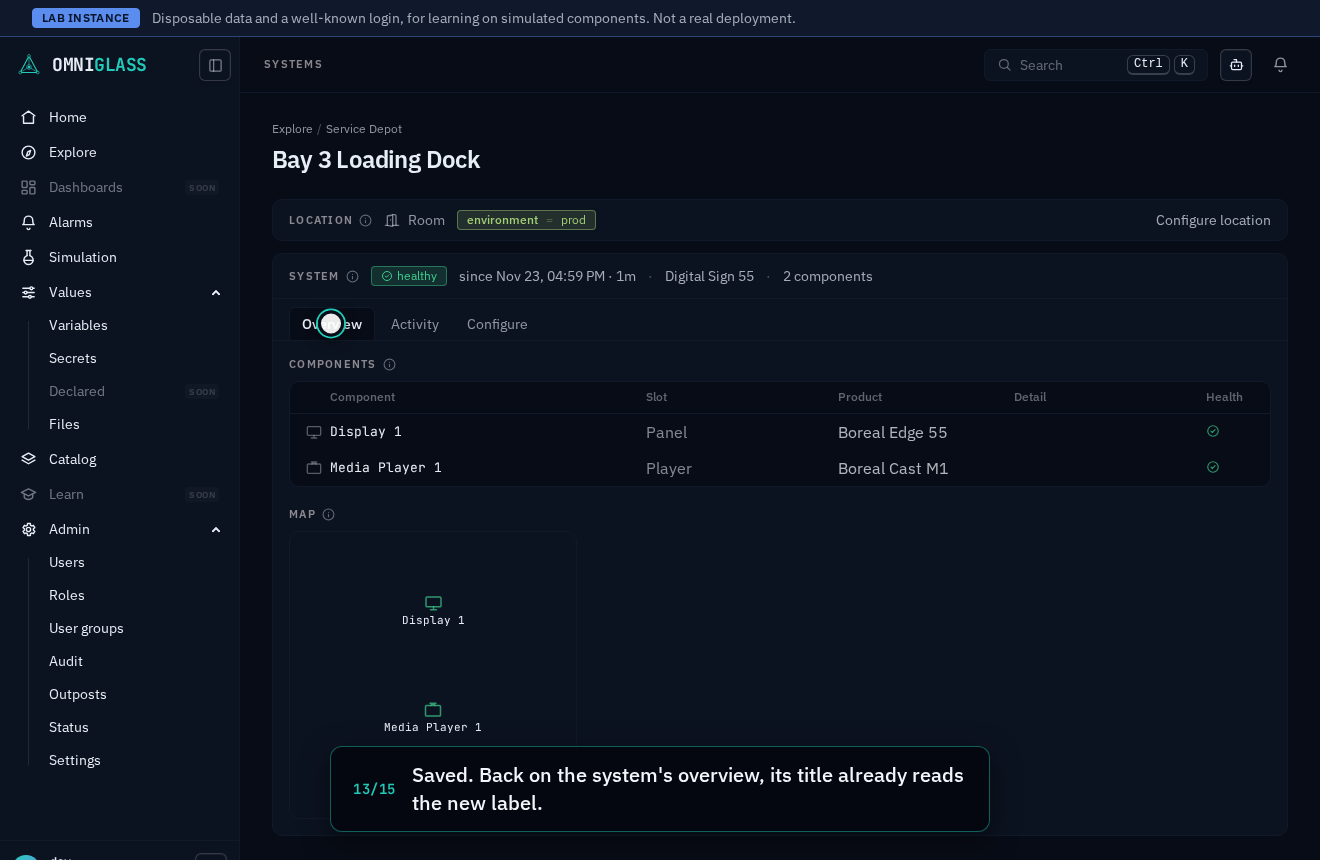 LAB INSTANCE Disposable data and a well-known login, for learning on simulated components. Not a real deployment.
OMNIGLASS
SYSTEMS
Search Ctrl K
Home
Explore
Dashboards SOON
Alarms
Simulation
Values
Variables
Secrets
Declared SOON
Files
Catalog
Learn SOON
Admin
Users
Roles
User groups
Audit
Outposts
Status
Settings
Explore / Service Depot
Bay 3 Loading Dock
LOCATION Room environment = prod Configure location
SYSTEM healthy since Nov 23, 04:59 PM · 1m · Digital Sign 55 · 2 components
Overview Activity Configure
COMPONENTS
Component Slot Product Detail Health
Display 1 Panel Boreal Edge 55
Media Player 1 Player Boreal Cast M1
MAP
Display 1
Media Player 1
13/15 Saved. Back on the system's overview, its title already reads
the new label.